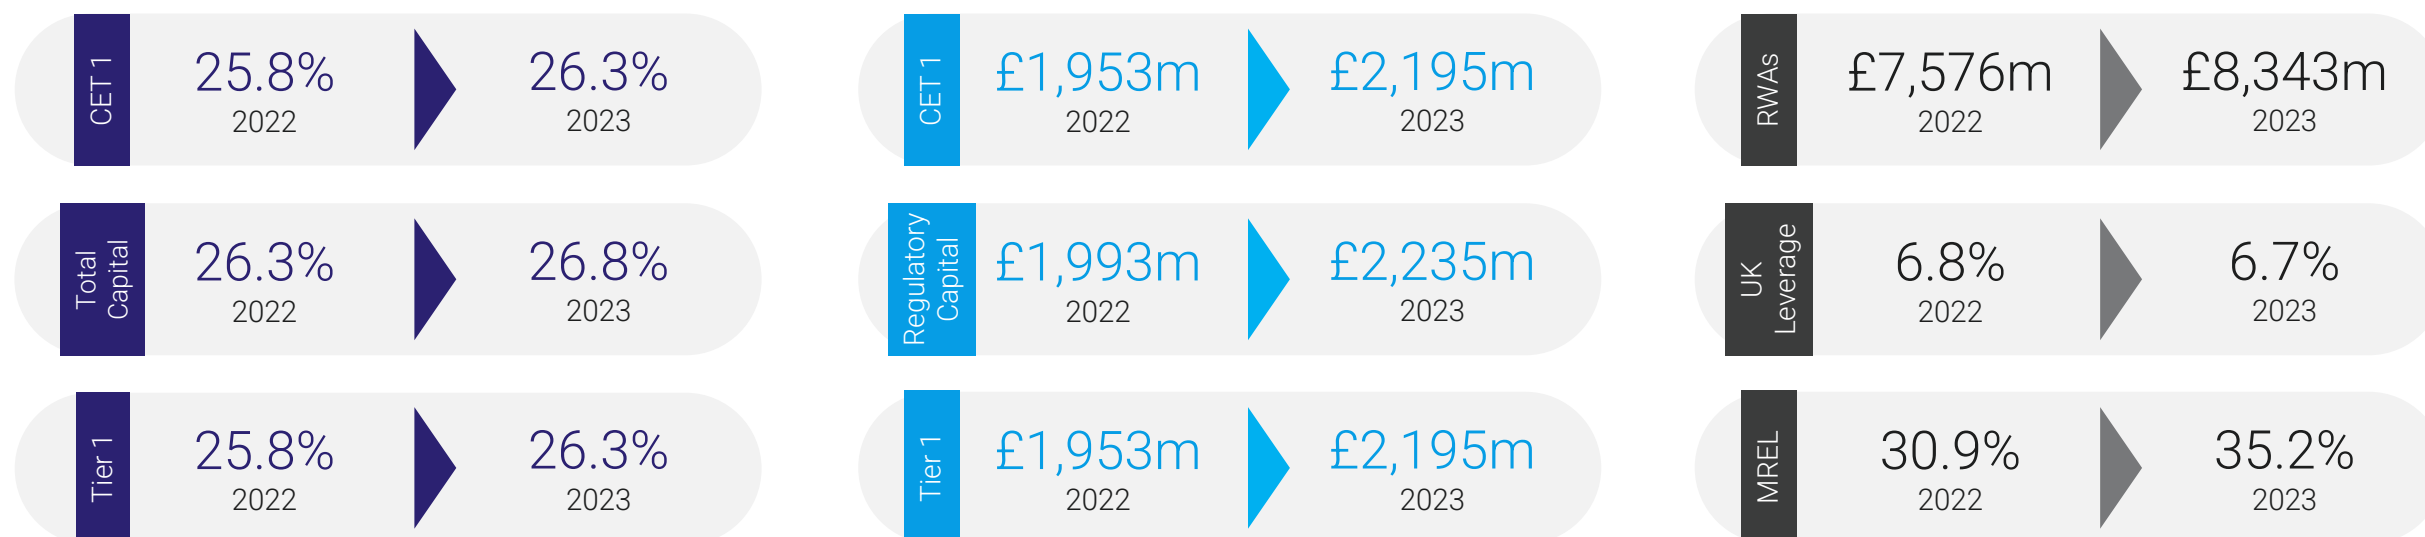 CET 1
25.8%
2022
26.3%
2023
CET 1
£1,953m
2022
£2,195m
2023
RWAs
£7,576m
2022
£8,343m
2023
Total
Capital
26.3%
2022
26.8%
2023
Regulatory
Capital
£1,993m
2022
£2,235m
2023
UK
Leverage
6.8%
2022
6.7%
2023
Tier 1
25.8%
2022
26.3%
2023
Tier 1
£1,953m
2022
£2,195m
2023
MREL
30.9%
2022
35.2%
2023